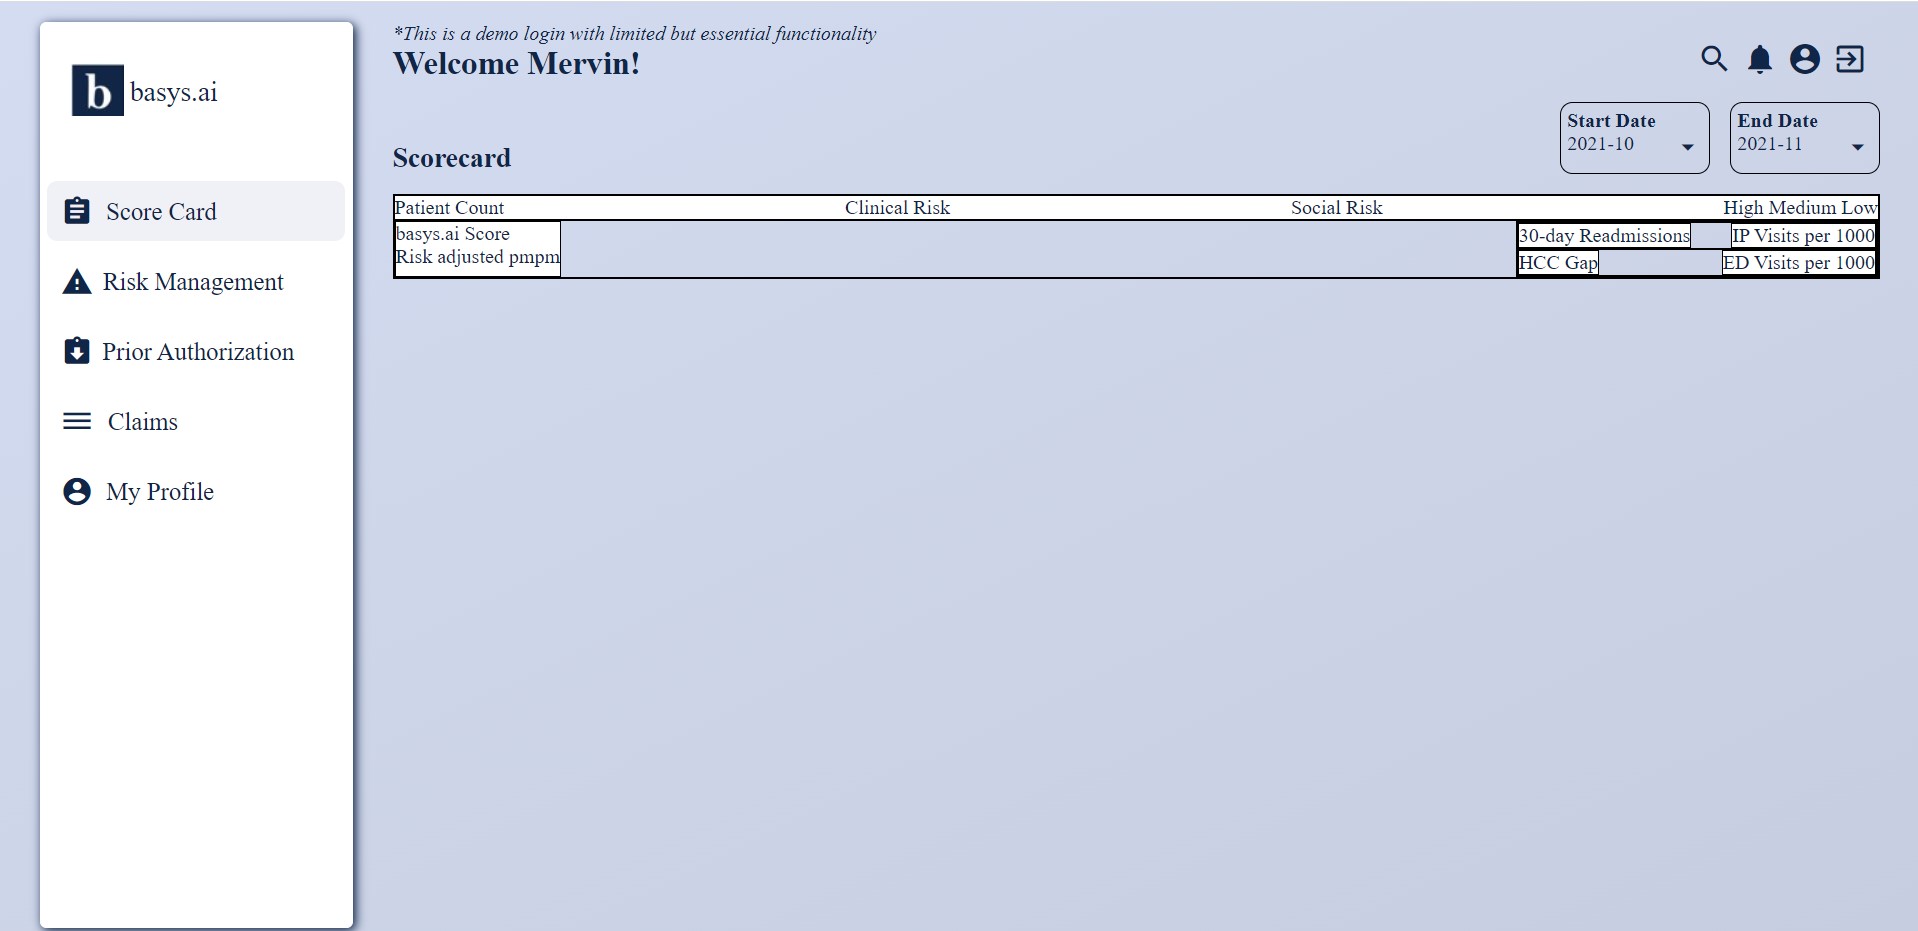 b basys.ai
Score Card
Risk Management
Prior Authorization
Claims
My Profile
*This is a demo login with limited but essential functionality
Welcome Mervin!
Start Date
2021-10
End Date
2021-11
Scorecard
Patient Count Clinical Risk Social Risk High Medium Low
basys.ai Score
Risk adjusted pmpm
30-day Readmissions IP Visits per 1000
HCC Gap ED Visits per 1000